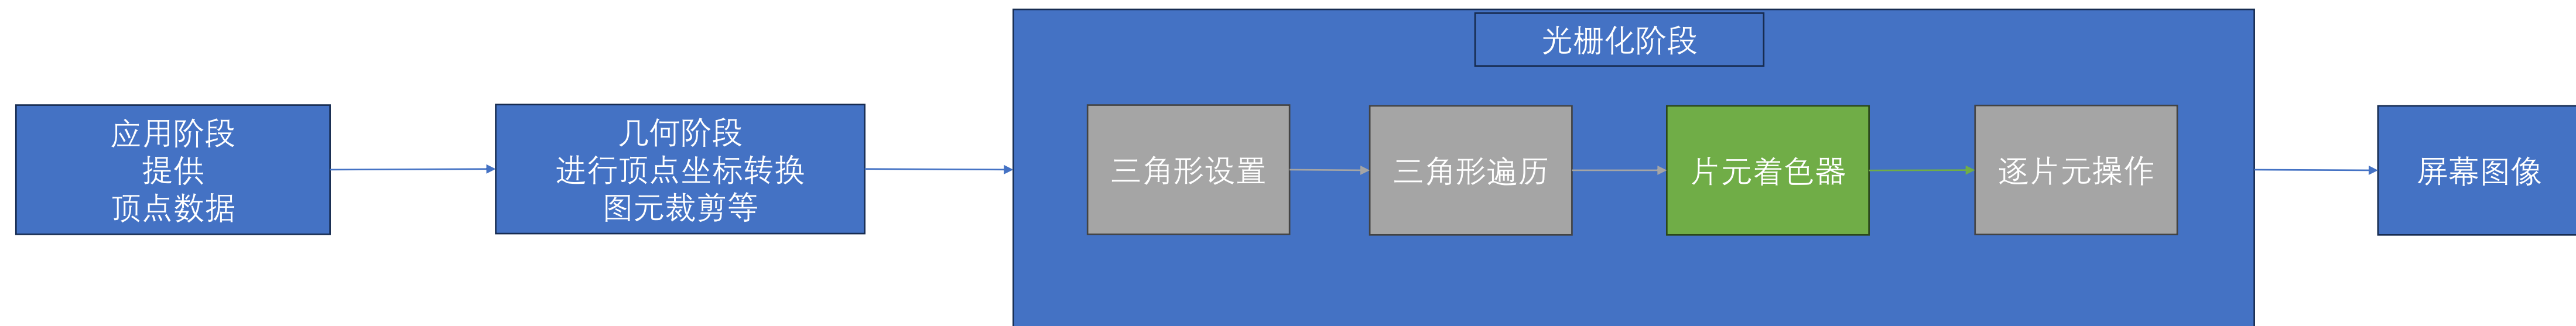 应用阶段
提供
顶点数据
几何阶段
进行顶点坐标转换
图元裁剪等
光栅化阶段
三角形设置
三角形遍历
片元着色器
逐片元操作
屏幕图像